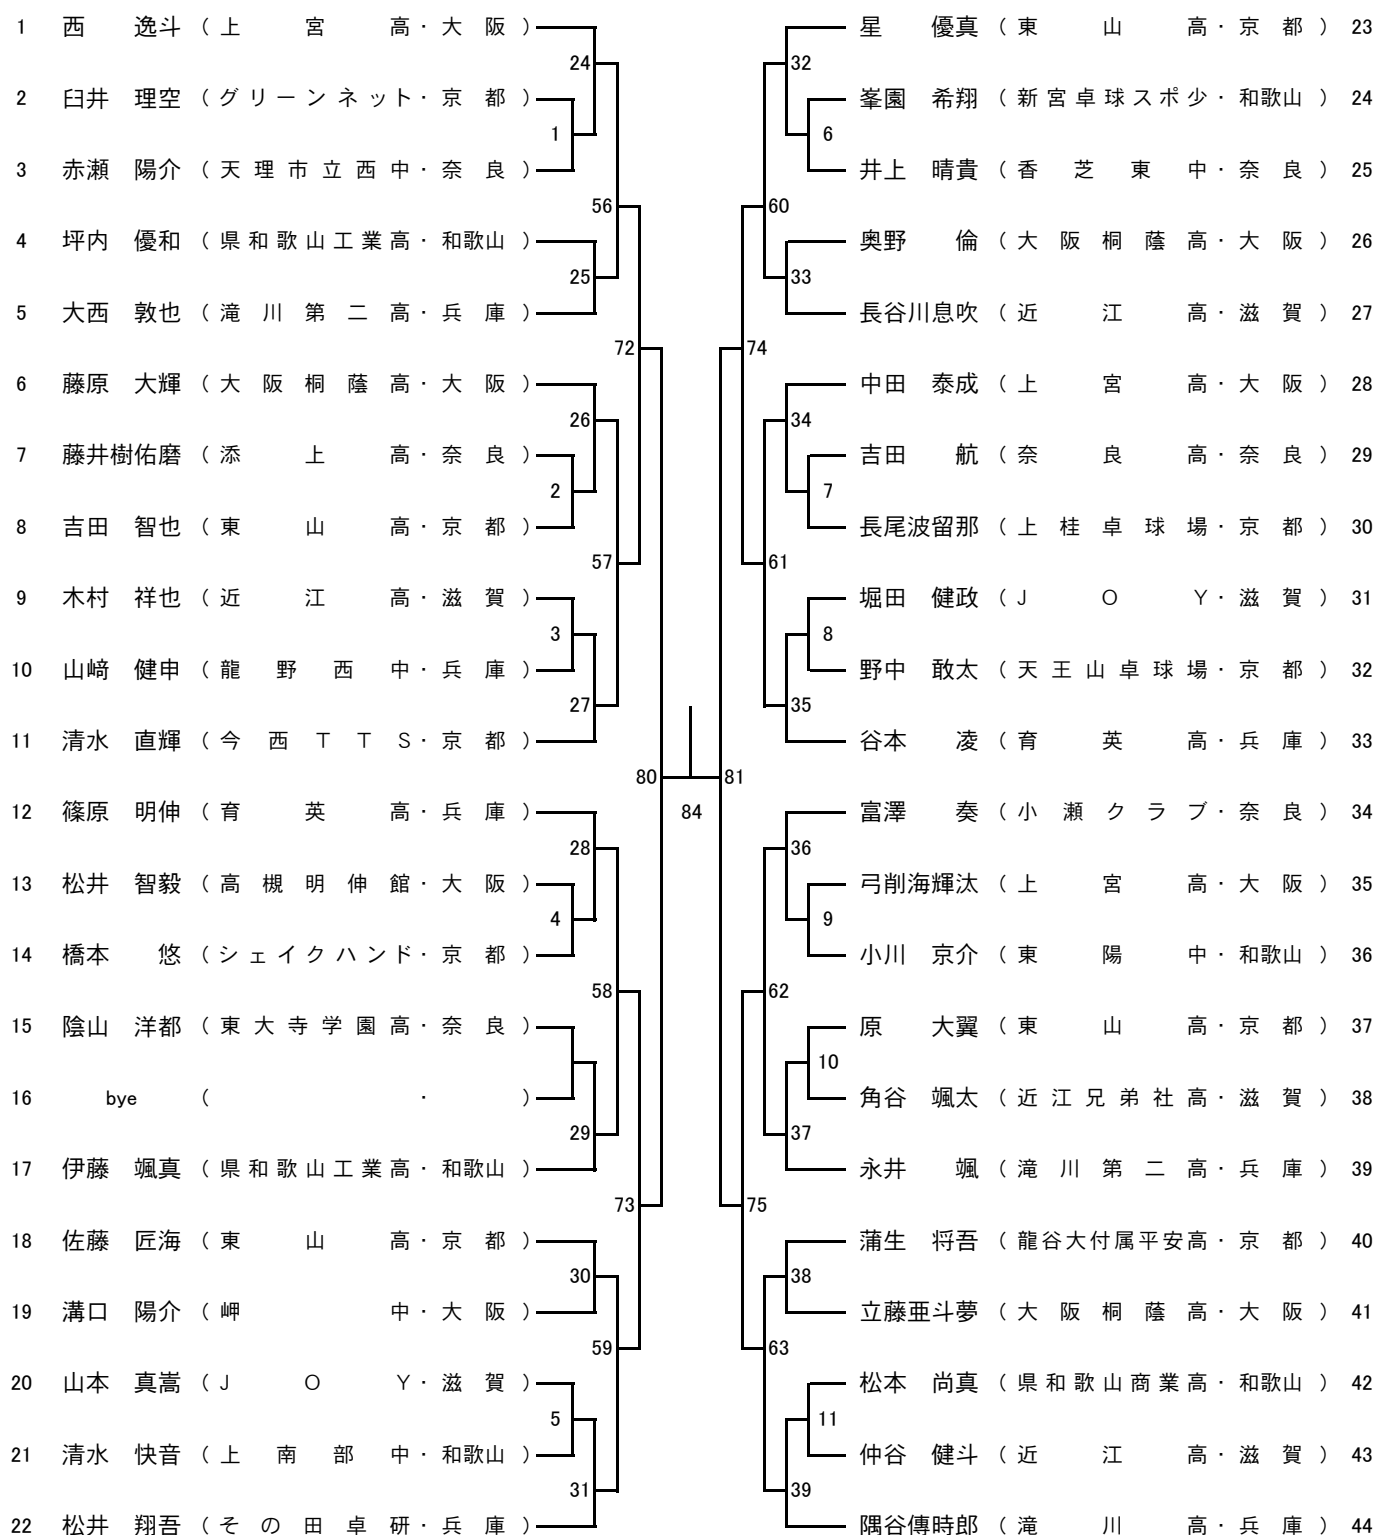 1 西 逸斗 （ 上 宮 高 ・ 大 阪 ）
24
2 臼井 理空 （ グリーンネット ・ 京 都 ）
1
3 赤瀬 陽介 （ 天理市立西中 ・ 奈 良 ）
56
4 坪内 優和 （ 県和歌山工業高 ・ 和歌山 ）
25
5 大西 敦也 （ 滝川第二高 ・ 兵 庫 ）
72
6 藤原 大輝 （ 大阪桐蔭高 ・ 大 阪 ）
26
7 藤井樹佑磨 （ 添 上 高 ・ 奈 良 ）
2
8 吉田 智也 （ 東 山 高 ・ 京 都 ）
57
9 木村 祥也 （ 近 江 高 ・ 滋 賀 ）
3
10 山﨑 健申 （ 龍野西中 ・ 兵 庫 ）
27
11 清水 直輝 （ 今西TTS ・ 京 都 ）
80
12 篠原 明伸 （ 育 英 高 ・ 兵 庫 ）
28
13 松井 智毅 （ 高槻明伸館 ・ 大 阪 ）
4
14 橋本 悠 （ シェイクハンド ・ 京 都 ）
58
15 陰山 洋都 （ 東大寺学園高 ・ 奈 良 ）
16 bye （ ・ ）
29
17 伊藤 颯真 （ 県和歌山工業高 ・ 和歌山 ）
73
18 佐藤 匠海 （ 東 山 高 ・ 京 都 ）
30
19 溝口 陽介 （ 岬 中 ・ 大 阪 ）
59
20 山本 真嵩 （ J O Y ・ 滋 賀 ）
5
21 清水 快音 （ 上南部中 ・ 和歌山 ）
31
22 松井 翔吾 （ その田卓研 ・ 兵 庫 ）
84
星 優真 （ 東 山 高 ・ 京 都 ） 23
32
峯園 希翔 （ 新宮卓球スポ少 ・ 和歌山 ） 24
6
井上 晴貴 （ 香芝東中 ・ 奈 良 ） 25
60
奥野 倫 （ 大阪桐蔭高 ・ 大 阪 ） 26
33
長谷川息吹 （ 近 江 高 ・ 滋 賀 ） 27
74
中田 泰成 （ 上 宮 高 ・ 大 阪 ） 28
34
吉田 航 （ 奈 良 高 ・ 奈 良 ） 29
7
長尾波留那 （ 上桂卓球場 ・ 京 都 ） 30
61
堀田 健政 （ J O Y ・ 滋 賀 ） 31
8
野中 敢太 （ 天王山卓球場 ・ 京 都 ） 32
35
谷本 凌 （ 育 英 高 ・ 兵 庫 ） 33
81
富澤 奏 （ 小瀬クラブ ・ 奈 良 ） 34
36
弓削海輝汰 （ 上 宮 高 ・ 大 阪 ） 35
9
小川 京介 （ 東 陽 中 ・ 和歌山 ） 36
62
原 大翼 （ 東 山 高 ・ 京 都 ） 37
10
角谷 颯太 （ 近江兄弟社高 ・ 滋 賀 ） 38
37
永井 颯 （ 滝川第二高 ・ 兵 庫 ） 39
75
蒲生 将吾 （ 龍谷大付属平安高 ・ 京 都 ） 40
38
立藤亜斗夢 （ 大阪桐蔭高 ・ 大 阪 ） 41
63
松本 尚真 （ 県和歌山商業高 ・ 和歌山 ） 42
11
仲谷 健斗 （ 近 江 高 ・ 滋 賀 ） 43
39
隅谷傳時郎 （ 滝 川 高 ・ 兵 庫 ） 44